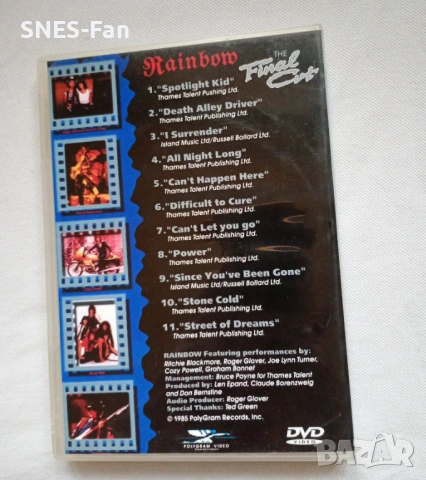 SNES-Fan
Rainbow
THE
Final
Cut
1. "Spotlight Kid"
Thames Talent Pushing Ltd.
2. "Death Alley Driver"
Thames Talent Publishing Ltd.
3. "I Surrender"
Island Music Ltd/Russell Bollard Ltd.
4. "All Night Long"
Thames Talent Publishing Ltd.
5. "Can't Happen Here"
Thames Talent Publishing Ltd.
6. "Difficult to Cure"
Thames Talent Publishing Ltd.
7. "Can't Let you go"
Thames Talent Publishing Ltd.
8. "Power"
Thames Talent Publishing Ltd.
9. "Since You've Been Gone"
Island Music Ltd/Russell Bollard Ltd.
10. "Stone Cold"
Thames Talent Publishing Ltd.
11. "Street of Dreams"
Thames Talent Publishing Ltd.
RAINBOW Featuring performances by:
Ritchie Blackmore, Roger Glover, Joe Lynn Turner,
Cozy Powell, Graham Bonnet
Management: Bruce Payne for Thames Talent
Produced by: Len Epand, Claude Borenzweig
and Don Bernstine
Audio Producer: Roger Glover
Special Thanks: Ted Green
© 1985 PolyGram Records, Inc.
POLYGRAM VIDEO
DVD
VIDEO
BAZAR.bg